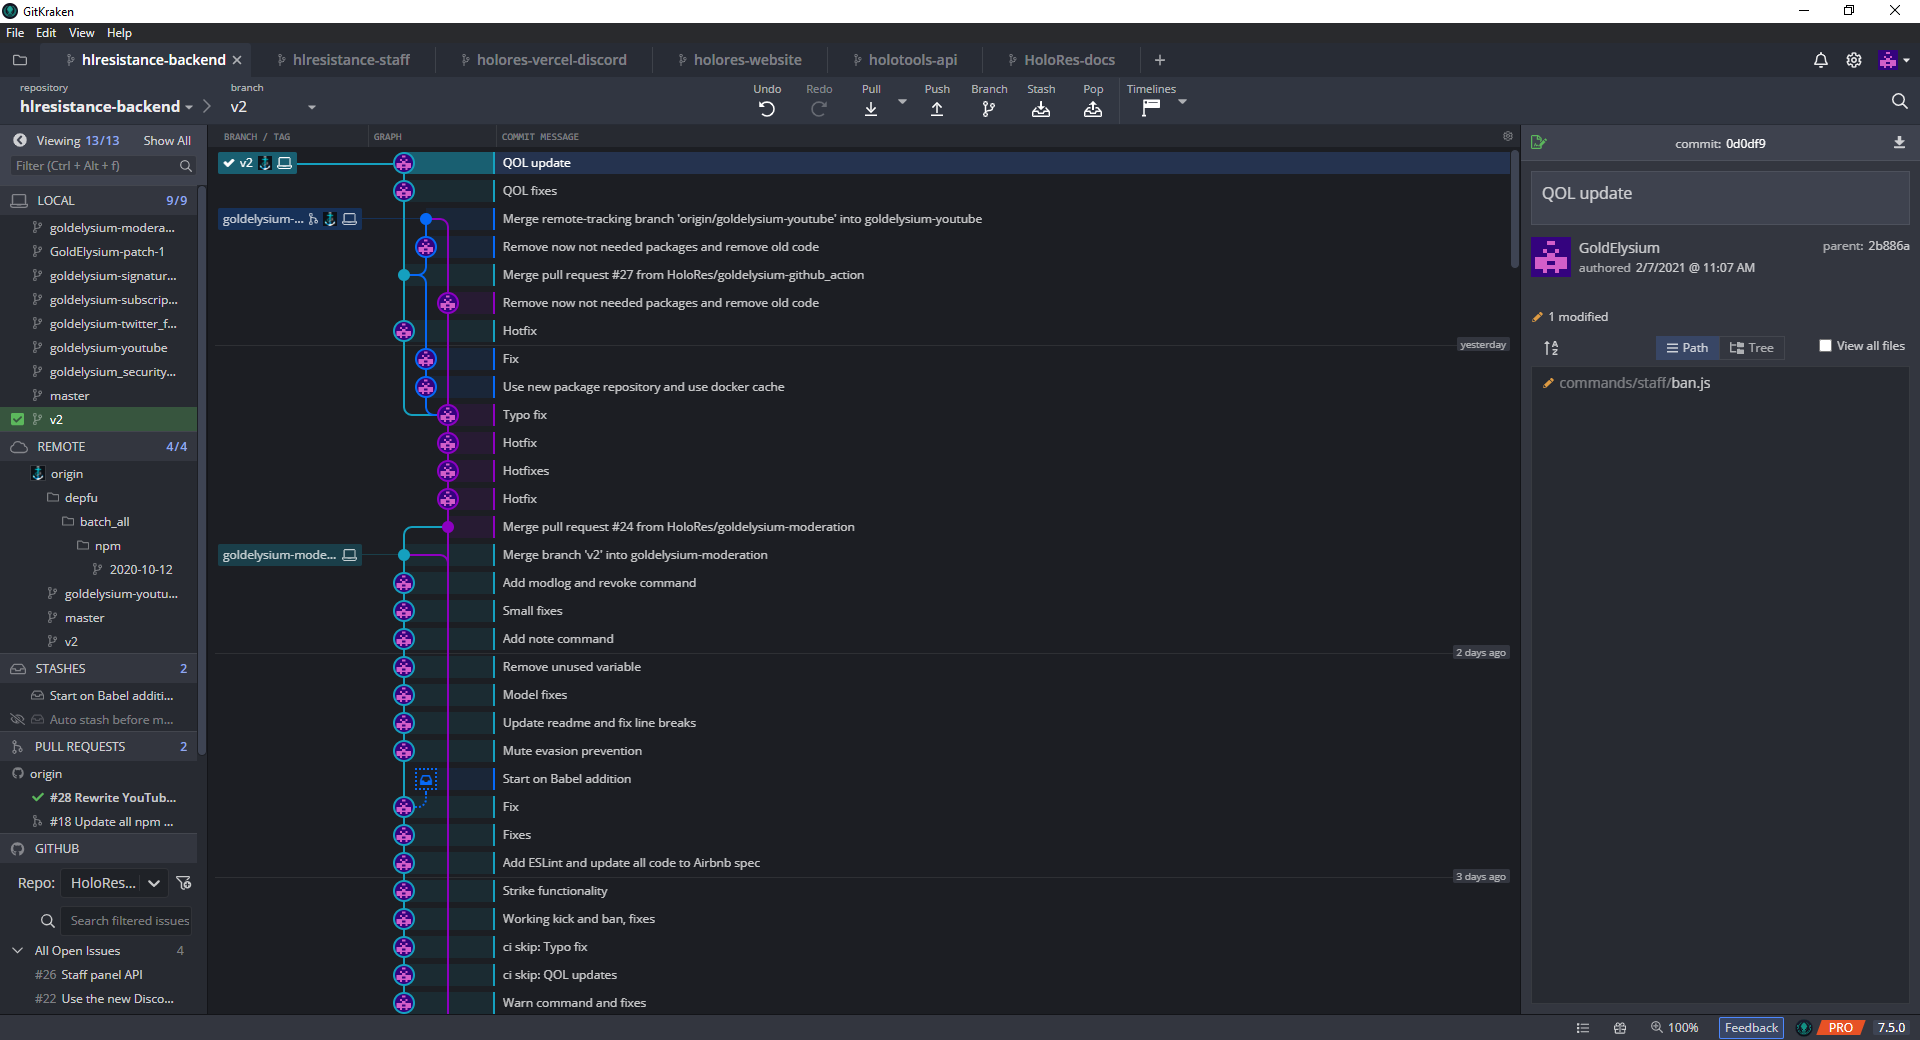 GitKraken
File Edit View Help
hlresistance-backend
hlresistance-staff
holores-vercel-discord
holores-website
holotools-api
HoloRes-docs
repository
hlresistance-backend
branch
v2
Undo
Redo
Pull
Push
Branch
Stash
Pop
Timelines
Viewing 13/13 Show All
Filter (Ctrl + Alt + f)
LOCAL 9/9
goldelysium-modera...
GoldElysium-patch-1
goldelysium-signatur...
goldelysium-subscrip...
goldelysium-twitter_f...
goldelysium-youtube
goldelysium_security...
master
v2
REMOTE 4/4
origin
depfu
batch_all
npm
2020-10-12
goldelysium-youtu...
master
v2
STASHES 2
Start on Babel additi...
Auto stash before m...
PULL REQUESTS 2
origin
#28 Rewrite YouTub...
#18 Update all npm ...
GITHUB
Repo: HoloRes...
Search filtered issues
All Open Issues 4
#26 Staff panel API
#22 Use the new Disco...
BRANCH / TAG GRAPH COMMIT MESSAGE
v2 QOL update
QOL fixes
goldelysium-... Merge remote-tracking branch 'origin/goldelysium-youtube' into goldelysium-youtube
Remove now not needed packages and remove old code
Merge pull request #27 from HoloRes/goldelysium-github_action
Remove now not needed packages and remove old code
Hotfix
yesterday
Fix
Use new package repository and use docker cache
Typo fix
Hotfix
Hotfixes
Hotfix
Merge pull request #24 from HoloRes/goldelysium-moderation
goldelysium-mode... Merge branch 'v2' into goldelysium-moderation
Add modlog and revoke command
Small fixes
Add note command
2 days ago
Remove unused variable
Model fixes
Update readme and fix line breaks
Mute evasion prevention
Start on Babel addition
Fix
Fixes
Add ESLint and update all code to Airbnb spec
3 days ago
Strike functionality
Working kick and ban, fixes
ci skip: Typo fix
ci skip: QOL updates
Warn command and fixes
commit: 0d0df9
QOL update
GoldElysium parent: 2b886a
authored 2/7/2021 @ 11:07 AM
1 modified
Path Tree View all files
commands/staff/ban.js
100% Feedback PRO 7.5.0